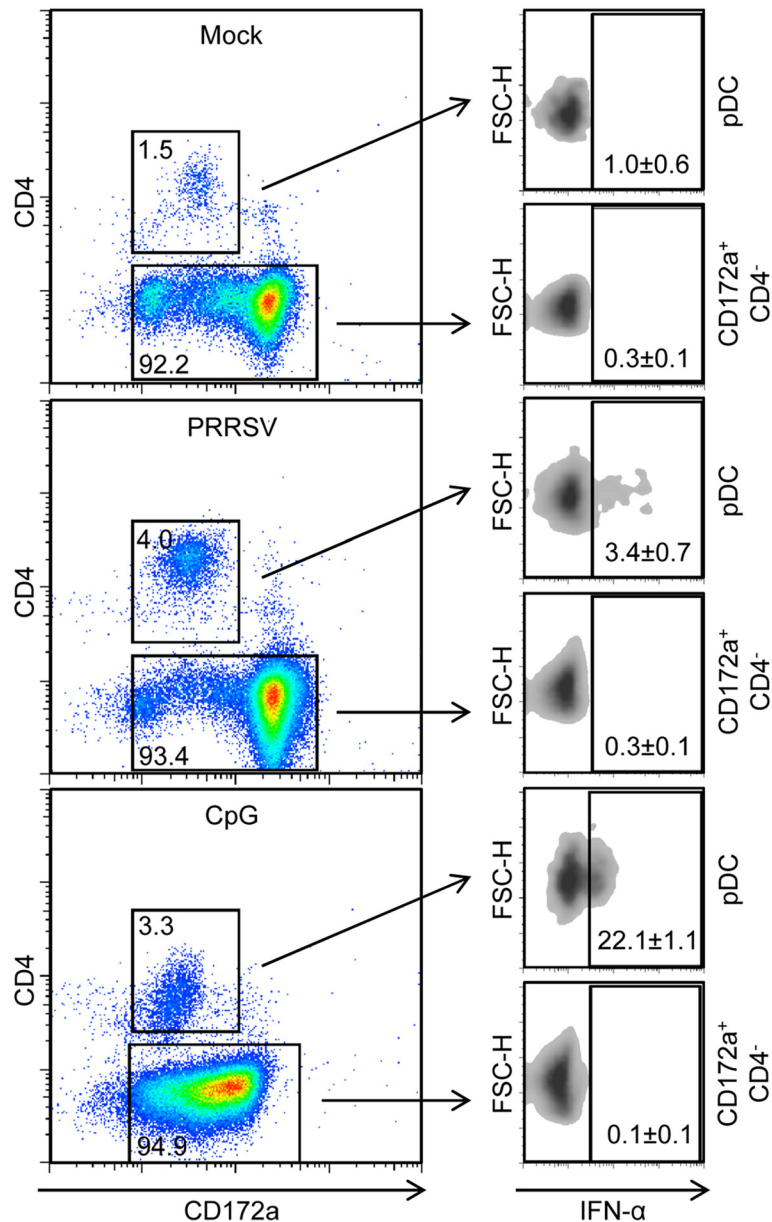 Mock
CD4
1.5
92.2
FSC-H
1.0±0.6
pDC
FSC-H
0.3±0.1
CD172a⁺
CD4⁻
PRRSV
CD4
4.0
93.4
FSC-H
3.4±0.7
pDC
FSC-H
0.3±0.1
CD172a⁺
CD4⁻
CpG
CD4
3.3
94.9
FSC-H
22.1±1.1
pDC
FSC-H
0.1±0.1
CD172a⁺
CD4⁻
CD172a
IFN-α